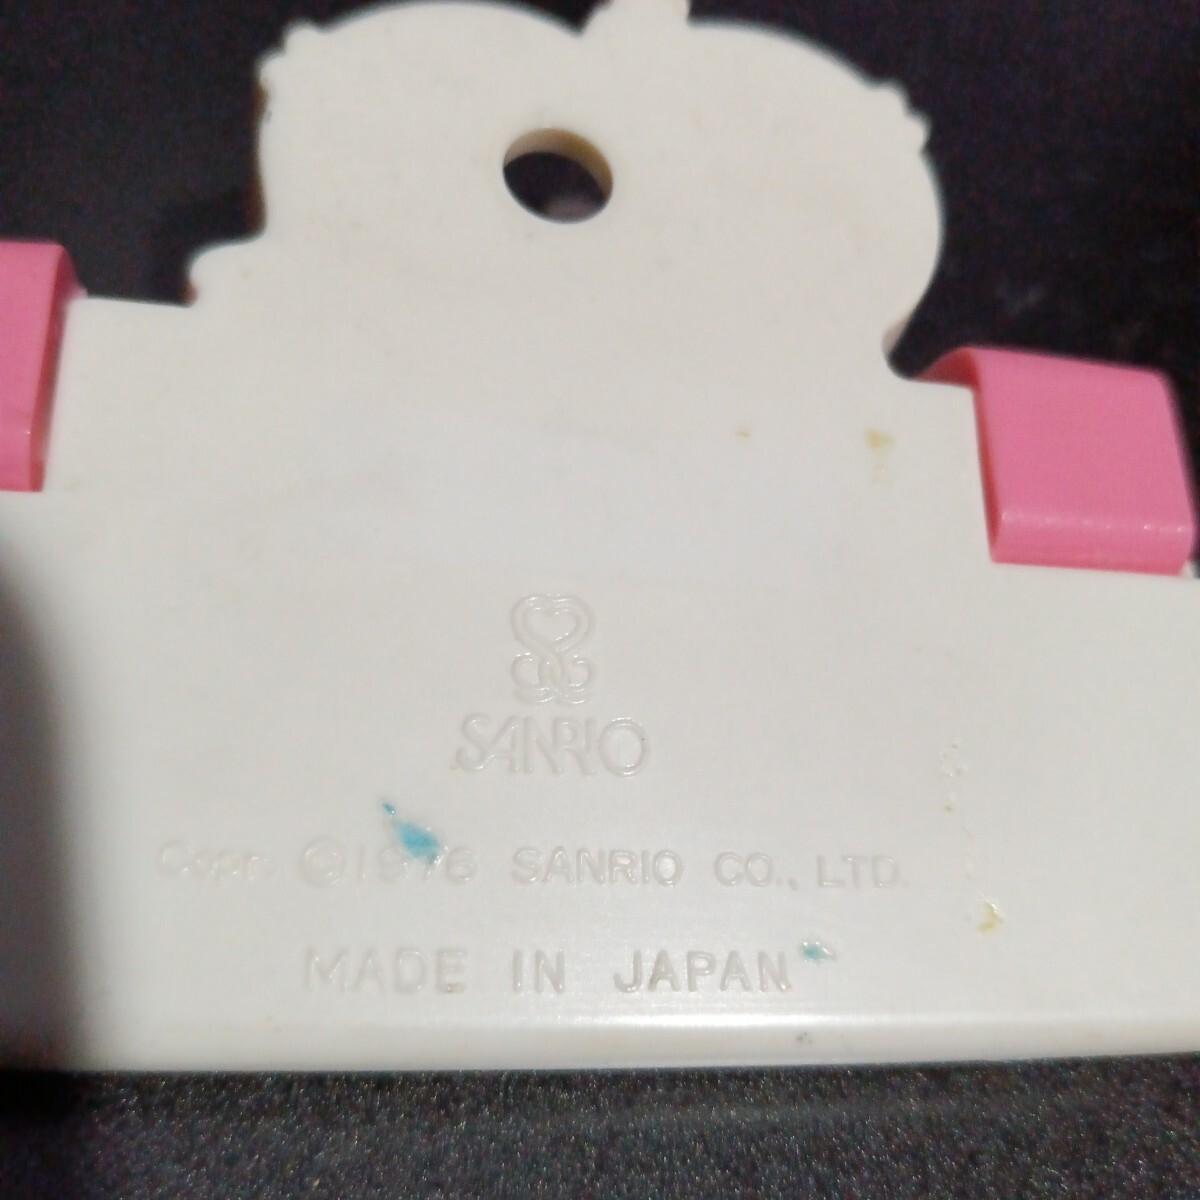 SANRIO
Copr. ©1976 SANRIO CO., LTD.
MADE IN JAPAN